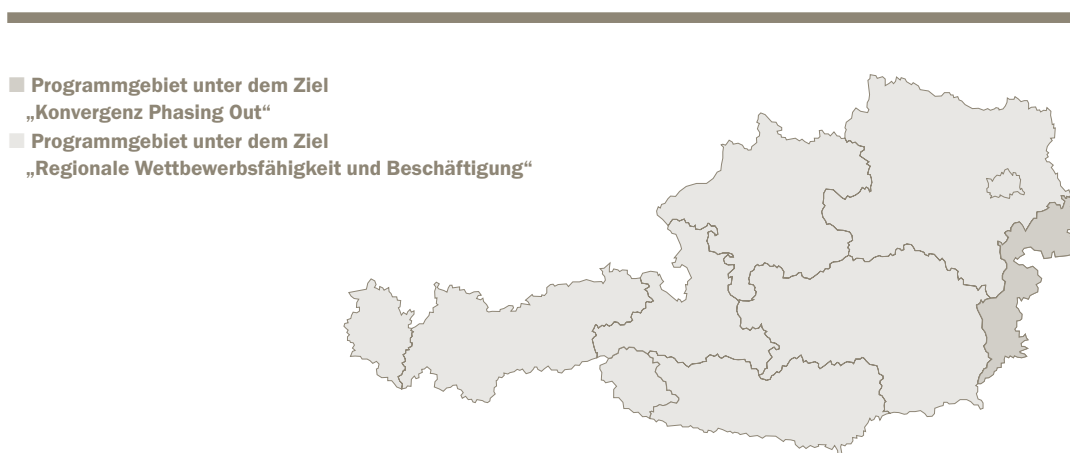 Programmgebiet unter dem Ziel
„Konvergenz Phasing Out“
Programmgebiet unter dem Ziel
„Regionale Wettbewerbsfähigkeit und Beschäftigung“